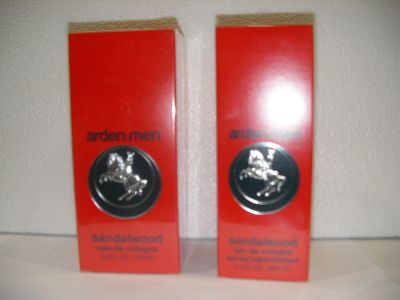 arden men
sandalwood
eau de cologne
arden men
sandalwood
eau de cologne